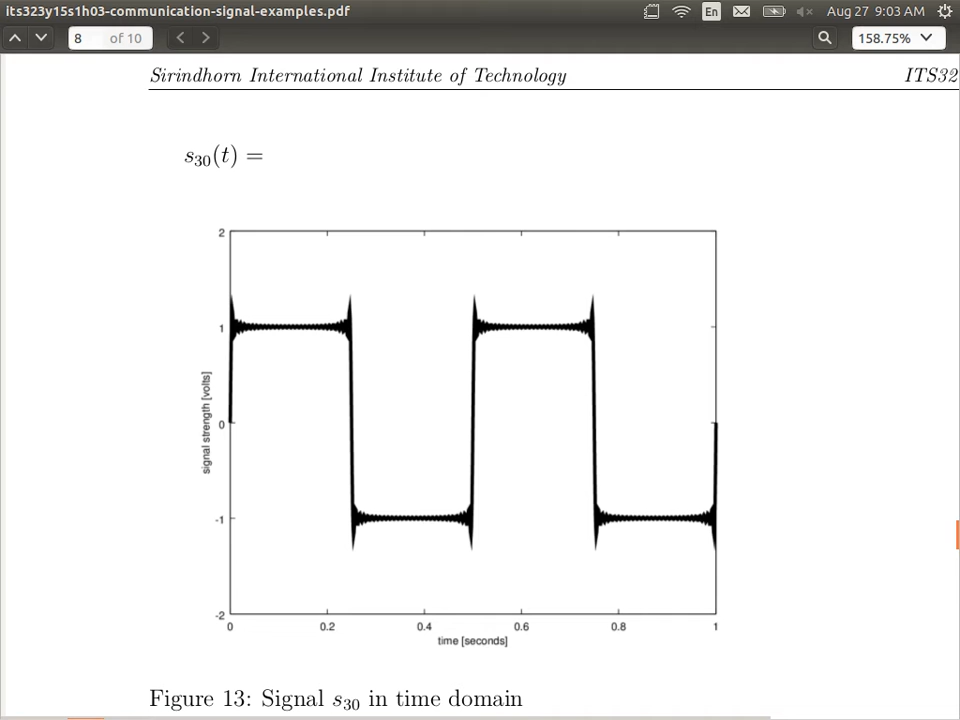 its323y15s1h03-communication-signal-examples.pdf En Aug 27 9:03 AM
8 of 10 158.75%
Sirindhorn International Institute of Technology ITS32
s₃₀(t) =
2
1
0
-1
-2
signal strength [volts]
0 0.2 0.4 0.6 0.8 1
time [seconds]
Figure 13: Signal s₃₀ in time domain